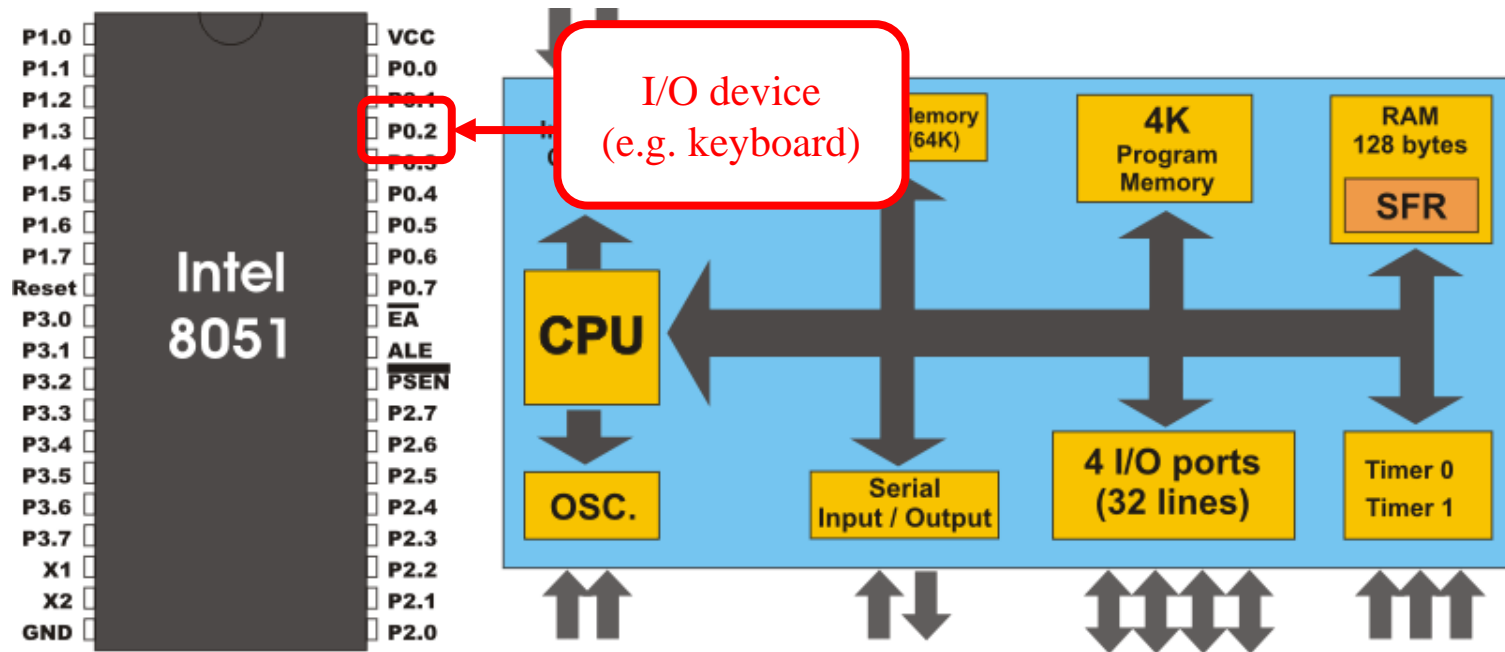 P1.0
P1.1
P1.2
P1.3
P1.4
P1.5
P1.6
P1.7
Reset
P3.0
P3.1
P3.2
P3.3
P3.4
P3.5
P3.6
P3.7
X1
X2
GND
Intel
8051
VCC
P0.0
P0.1
P0.2
P0.3
P0.4
P0.5
P0.6
P0.7
EA
ALE
PSEN
P2.7
P2.6
P2.5
P2.4
P2.3
P2.2
P2.1
P2.0
I/O device
(e.g. keyboard)
(64K)
4K
Program
Memory
RAM
128 bytes
SFR
CPU
OSC.
Serial
Input / Output
4 I/O ports
(32 lines)
Timer 0
Timer 1